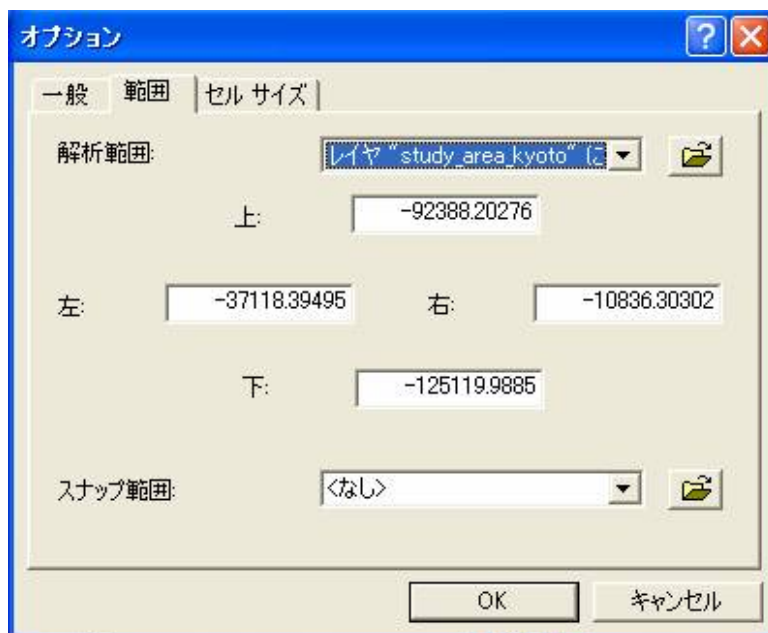 オプション
一般 範囲 セル サイズ
解析範囲: レイヤ "study_area_kyoto" (こ
上: -92388.20276
左: -37118.39495 右: -10836.30302
下: -125119.9885
スナップ範囲: <なし>
OK キャンセル